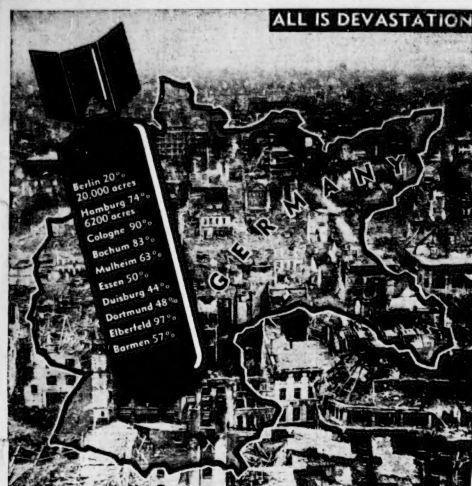 ALL IS DEVASTATION
GERMANY
Berlin 20%
20,000 acres
Hamburg 74%
6200 acres
Cologne 90%
Bochum 83%
Mulheim 63%
Essen 50%
Duisburg 44%
Dortmund 48%
Elberfeld 97%
Barmen 57%